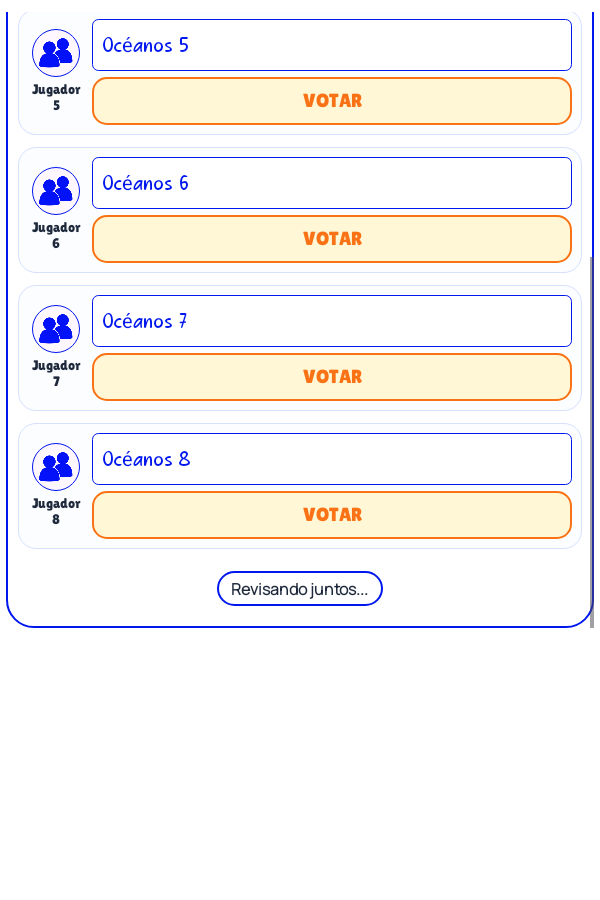 Océanos 5
Jugador
5
VOTAR
Océanos 6
Jugador
6
VOTAR
Océanos 7
Jugador
7
VOTAR
Océanos 8
Jugador
8
VOTAR
Revisando juntos...